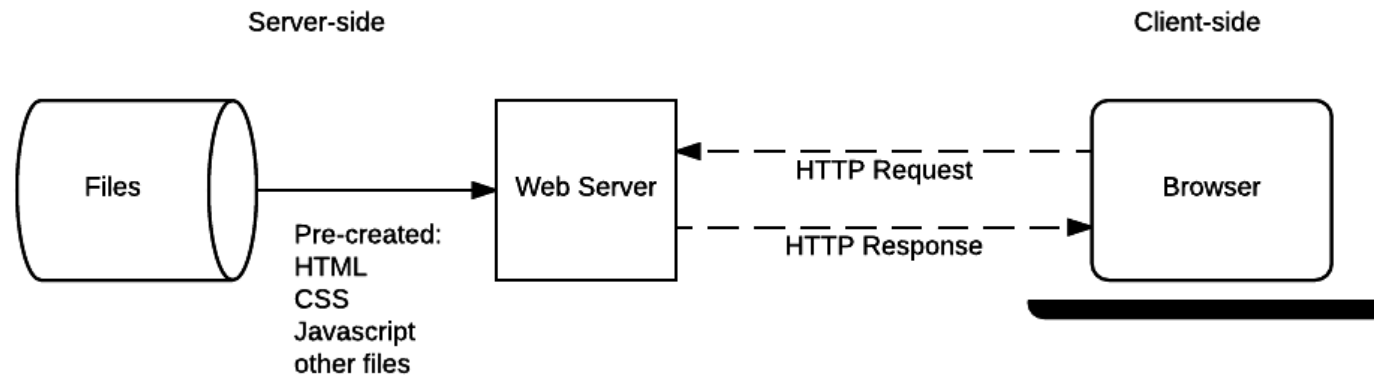 Server-side
Client-side
Files
Web Server
HTTP Request
Browser
HTTP Response
Pre-created:
HTML
CSS
Javascript
other files